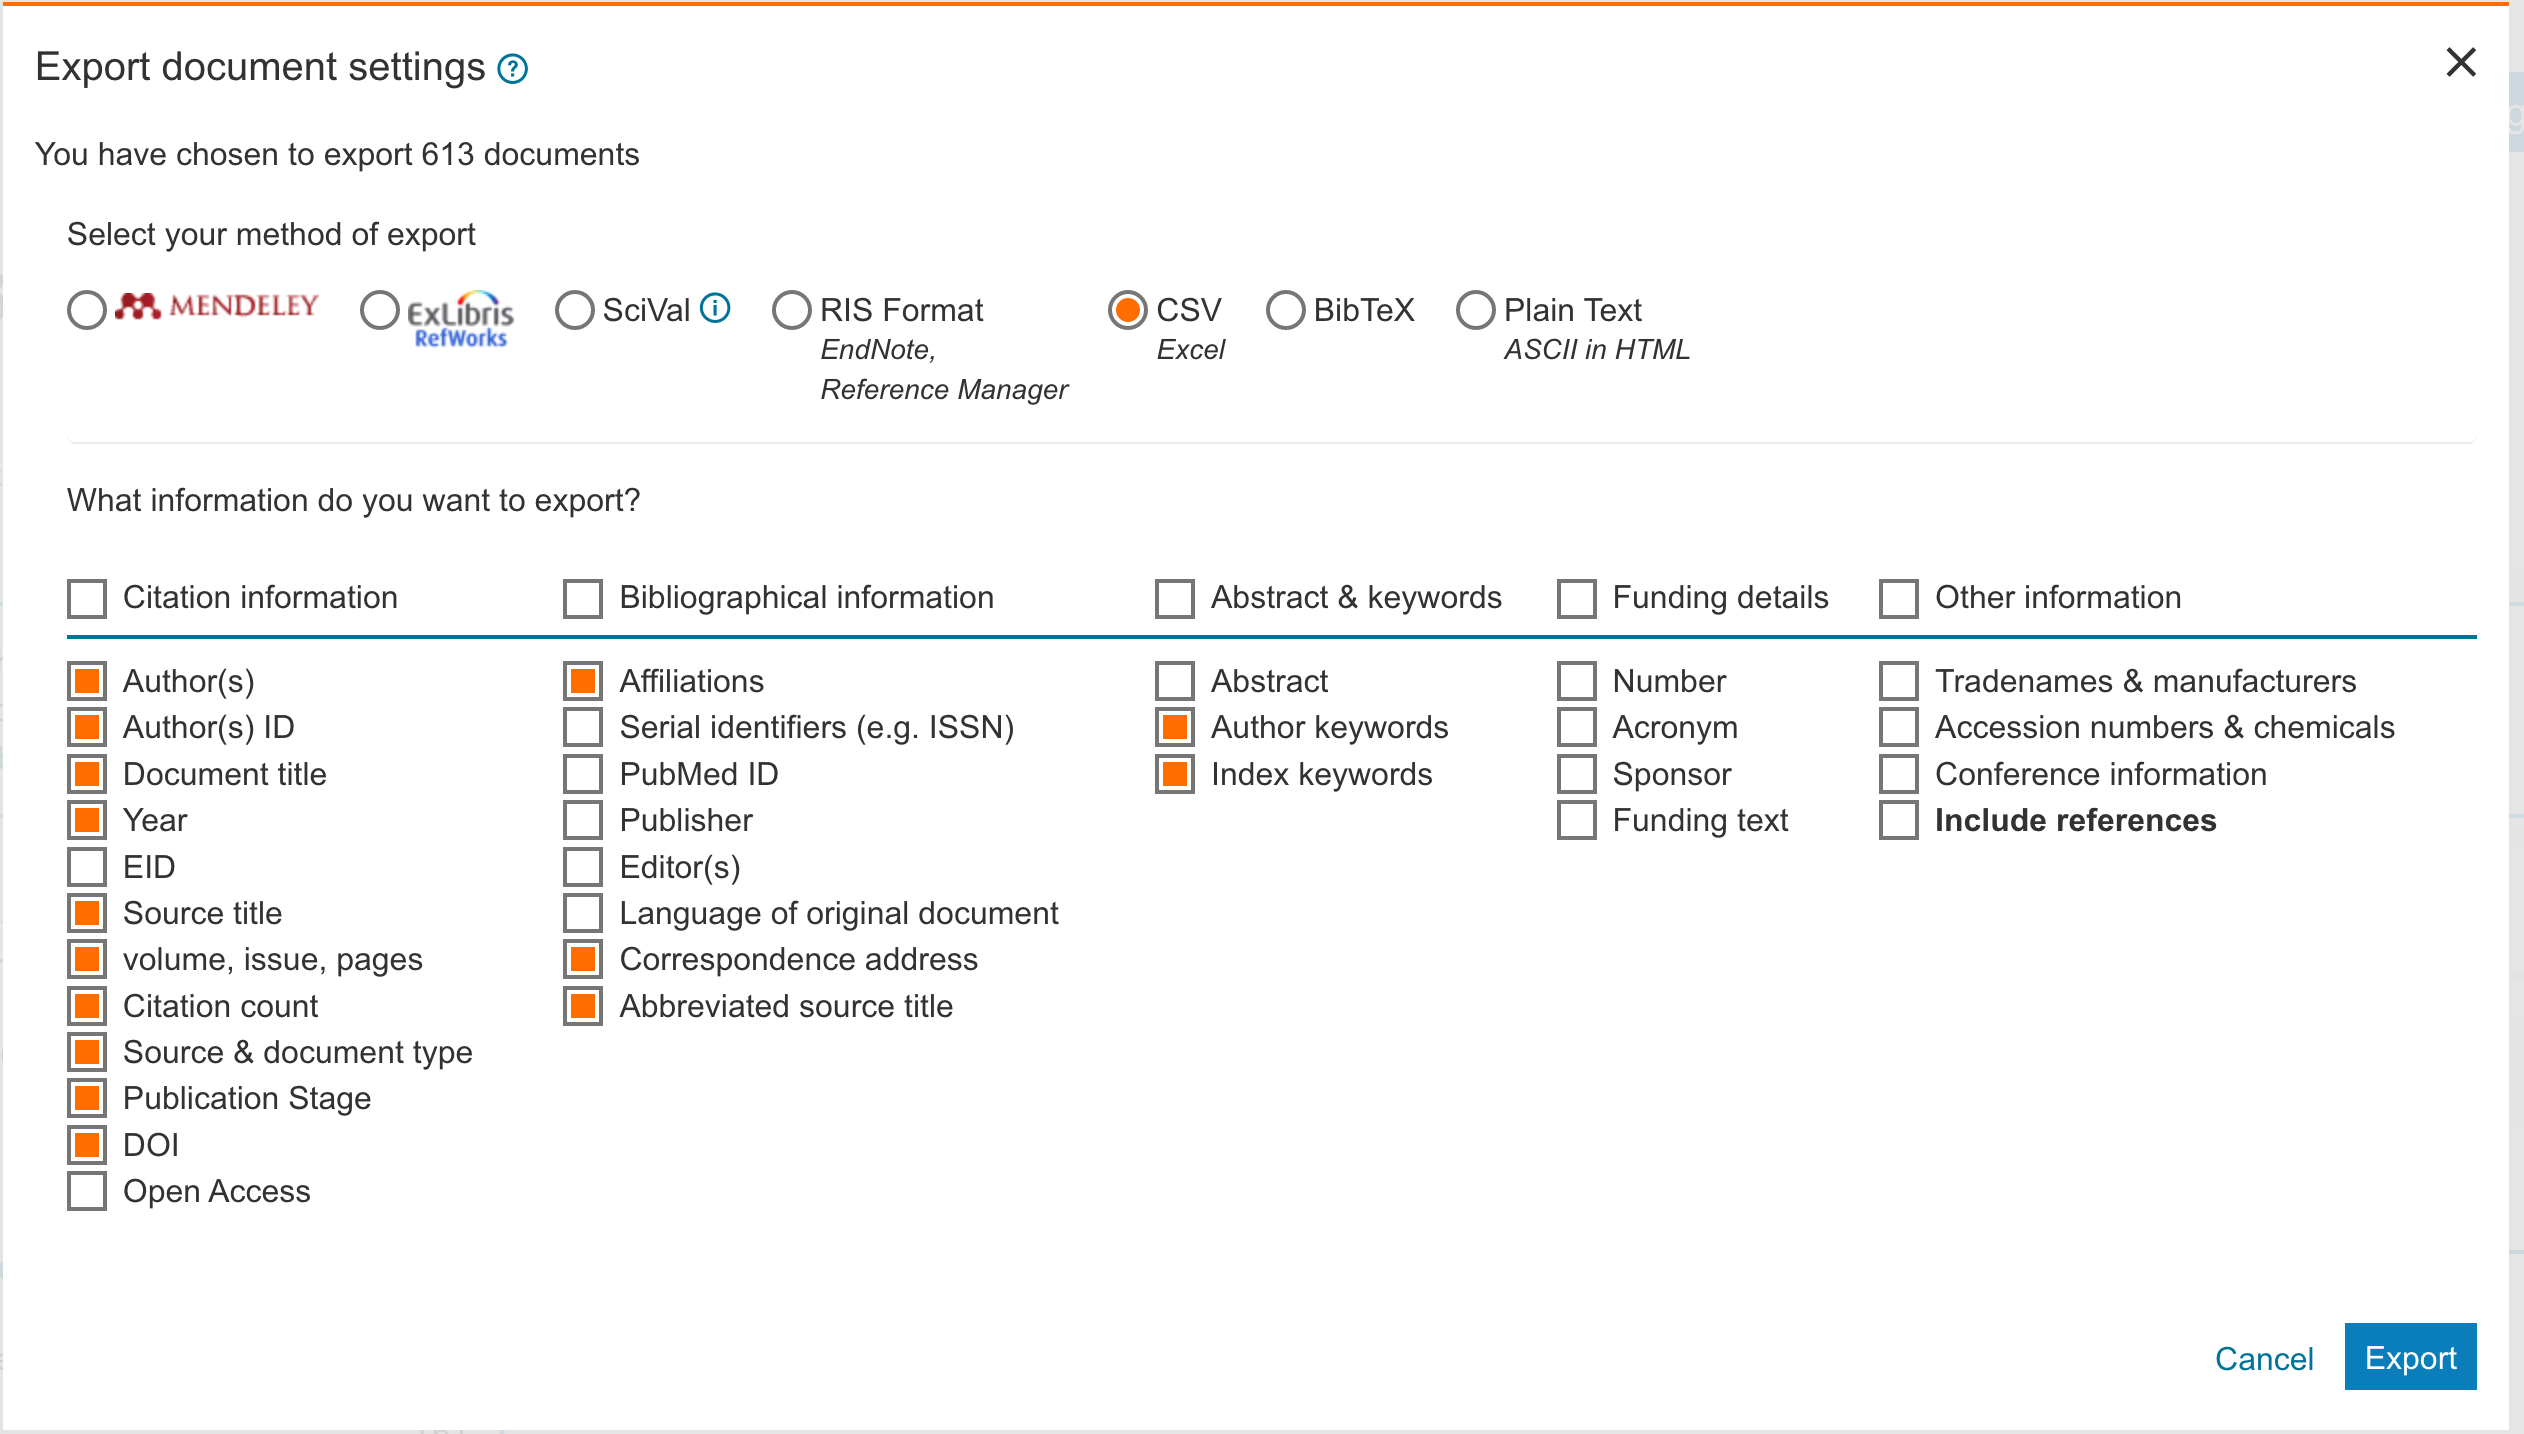 Export document settings ?
You have chosen to export 613 documents
Select your method of export
MENDELEY
ExLibris
RefWorks
SciVal i
RIS Format
EndNote,
Reference Manager
CSV
Excel
BibTeX
Plain Text
ASCII in HTML
What information do you want to export?
Citation information
Author(s)
Author(s) ID
Document title
Year
EID
Source title
volume, issue, pages
Citation count
Source & document type
Publication Stage
DOI
Open Access
Bibliographical information
Affiliations
Serial identifiers (e.g. ISSN)
PubMed ID
Publisher
Editor(s)
Language of original document
Correspondence address
Abbreviated source title
Abstract & keywords
Abstract
Author keywords
Index keywords
Funding details
Number
Acronym
Sponsor
Funding text
Other information
Tradenames & manufacturers
Accession numbers & chemicals
Conference information
Include references
Cancel
Export